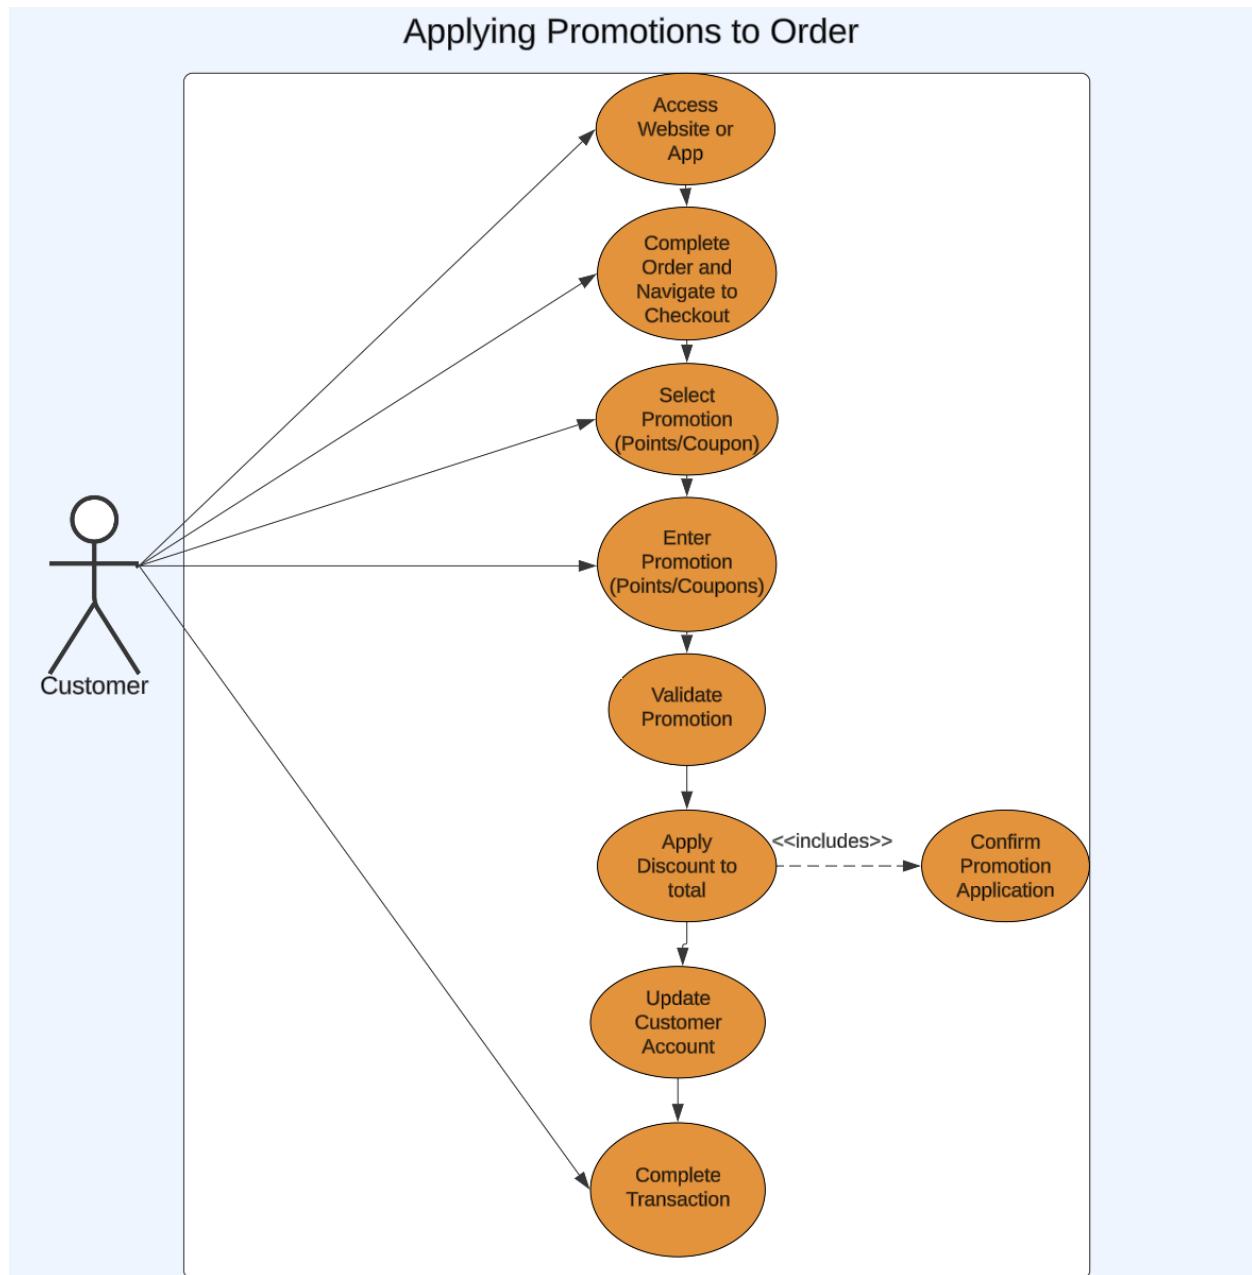 Applying Promotions to Order
Access
Website or
App
Complete
Order and
Navigate to
Checkout
Select
Promotion
(Points/Coupon)
Enter
Promotion
(Points/Coupons)
Customer
Validate
Promotion
Apply
Discount to
total
<<includes>>
Confirm
Promotion
Application
Update
Customer
Account
Complete
Transaction